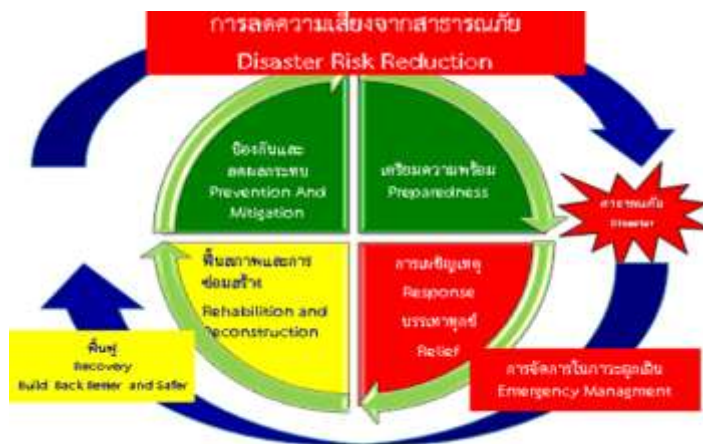 การลดความเสี่ยงจากสาธารณภัย
Disaster Risk Reduction
ป้องกันและ
ลดผลกระทบ
Prevention And
Mitigation
เตรียมความพร้อม
Preparedness
สาธารณภัย
Disaster
ฟื้นสภาพและการ
ซ่อมสร้าง
Rehabilition and
Reconstruction
การเผชิญเหตุ
Response
บรรเทาทุกข์
Relief
ฟื้นฟู
Recovery
Build Back Better and Safer
การจัดการในภาวะฉุกเฉิน
Emergency Managment